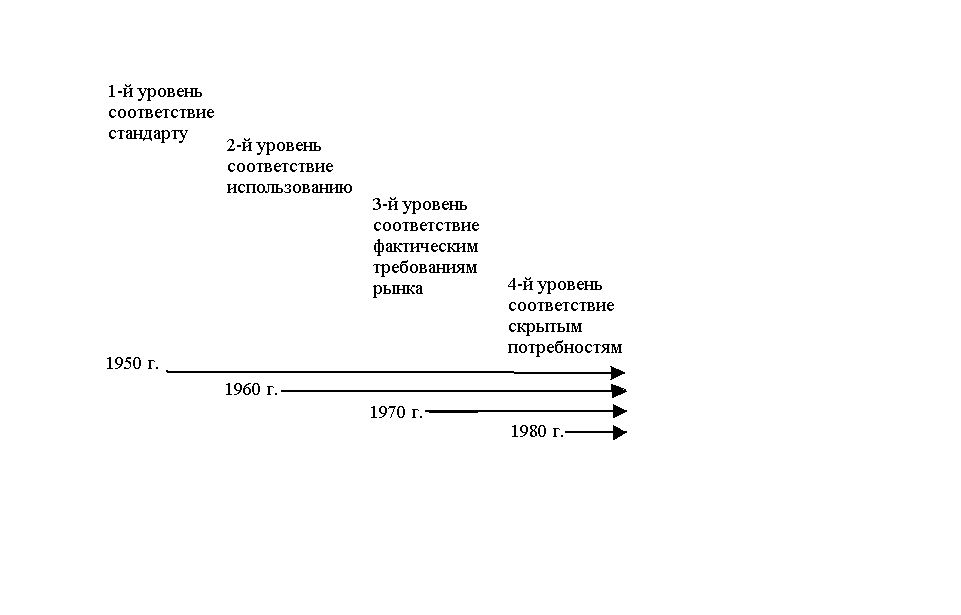 1-й уровень
соответствие
стандарту
2-й уровень
соответствие
использованию
3-й уровень
соответствие
фактическим
требованиям
рынка
4-й уровень
соответствие
скрытым
потребностям
1950 г.
1960 г.
1970 г.
1980 г.